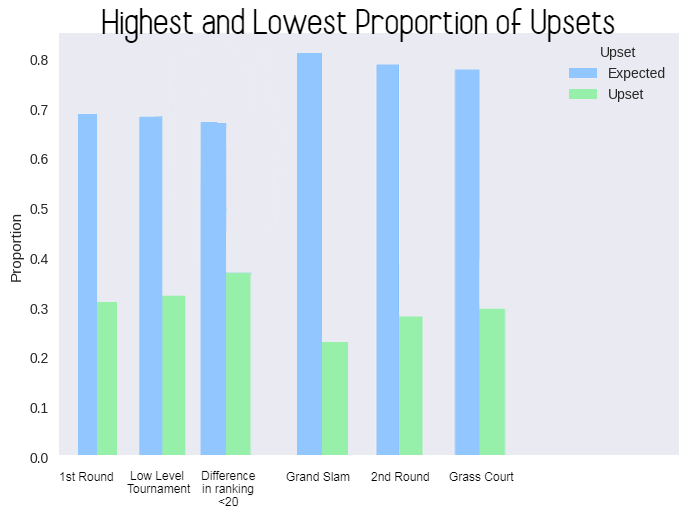 Highest and Lowest Proportion of Upsets
Upset
Expected
Upset
Proportion
0.8
0.7
0.6
0.5
0.4
0.3
0.2
0.1
0.0
1st Round
Low Level
Tournament
Difference
in ranking
<20
Grand Slam
2nd Round
Grass Court